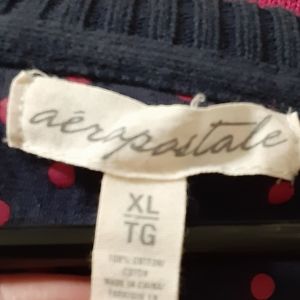 aéropostale
XL
TG
100% COTTON/
COTON
MADE IN CHINA/